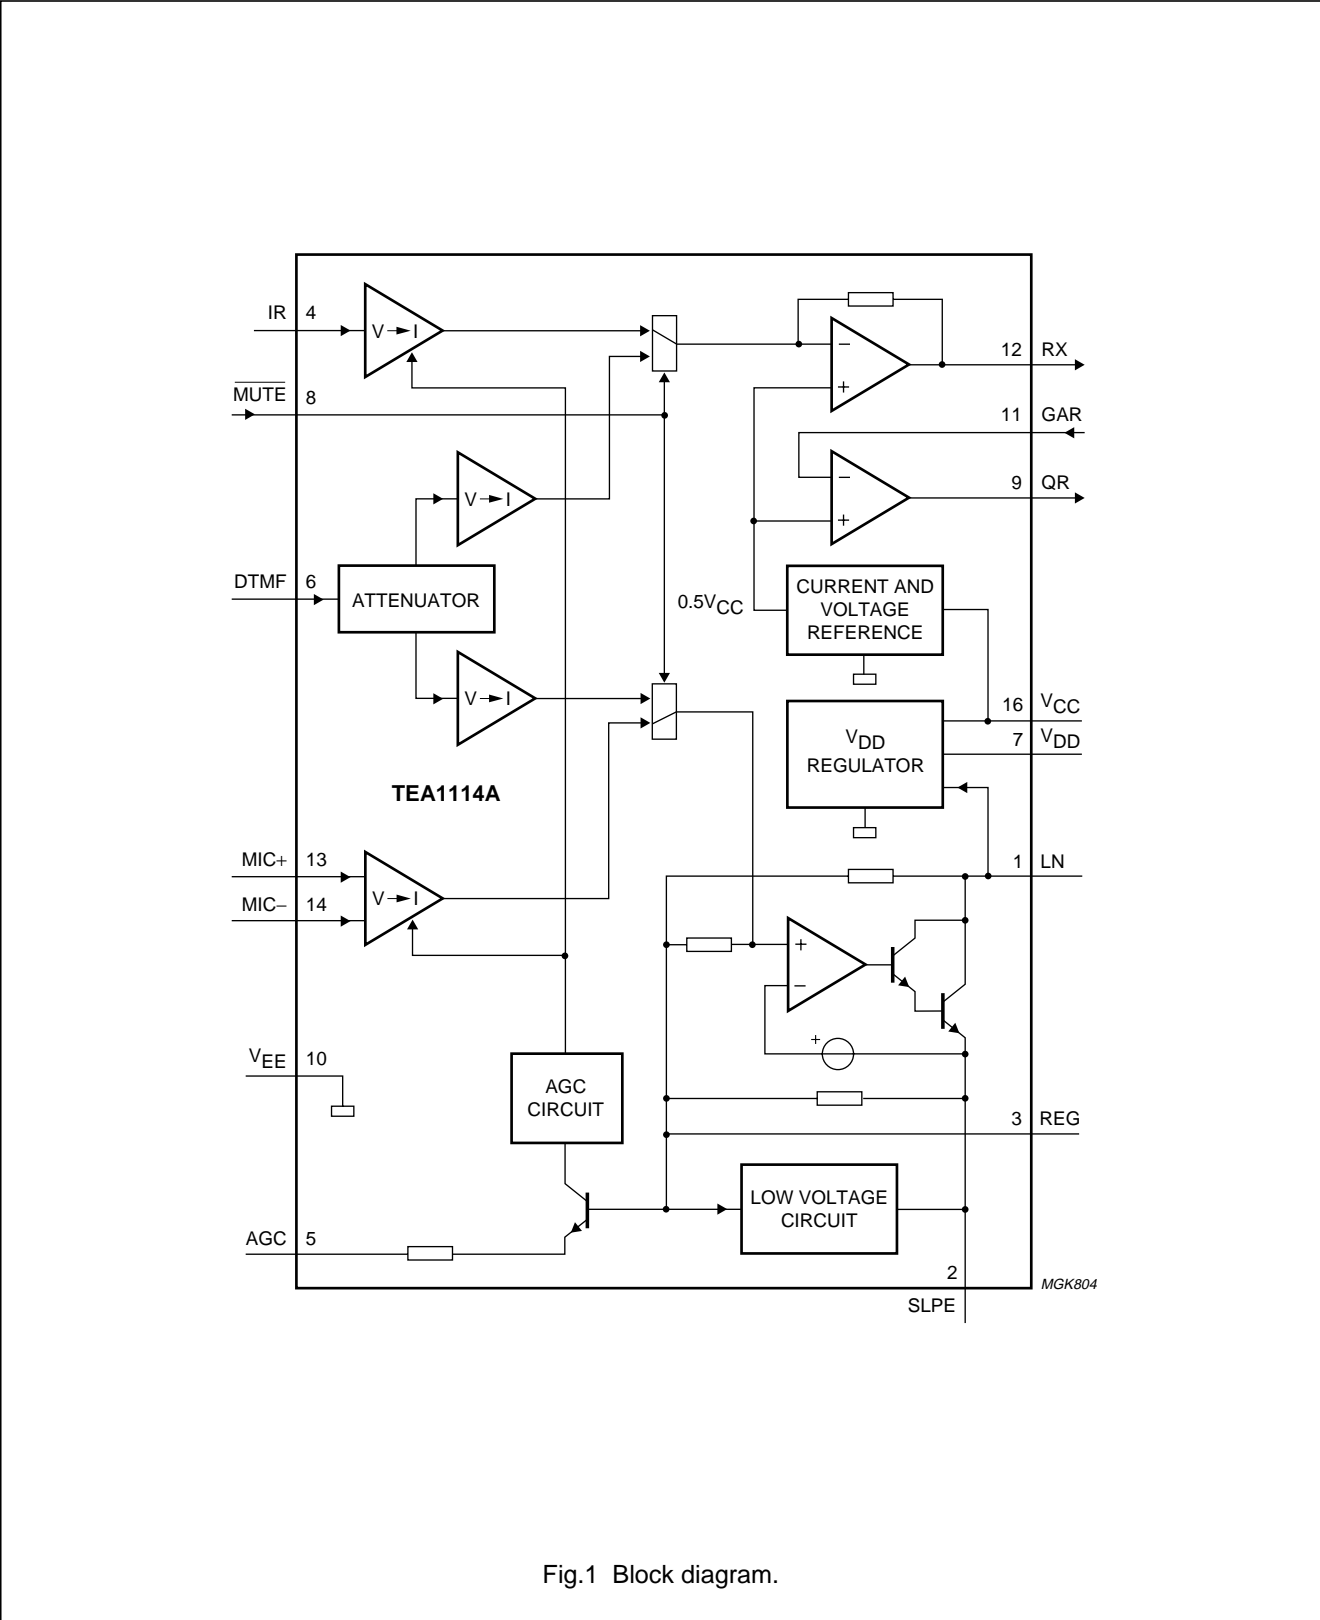 IR 4
V I
12 RX
MUTE 8
11 GAR
V I
9 QR
DTMF 6
ATTENUATOR
0.5VCC
CURRENT AND
VOLTAGE
REFERENCE
V I
16 VCC
7 VDD
VDD
REGULATOR
TEA1114A
MIC+ 13
MIC− 14
V I
1 LN
+
−
+
−
+
−
+
−
+
VEE 10
AGC
CIRCUIT
3 REG
LOW VOLTAGE
CIRCUIT
AGC 5
2
SLPE
MGK804
Fig.1 Block diagram.